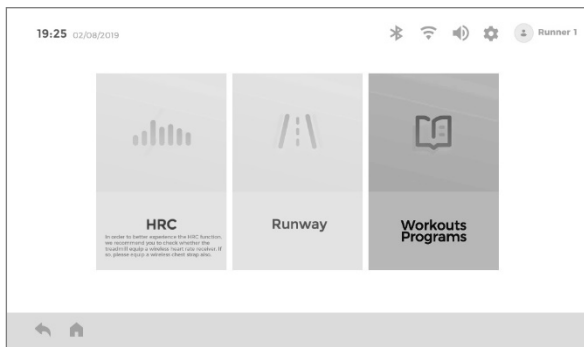 19:25 02/08/2019
Runner 1
HRC
In order to better experience the HRC function,
we recommend you to check whether the
treadmill equip a wireless heart rate receiver. If
so, please equip a wireless chest strap also.
Runway
Workouts
Programs